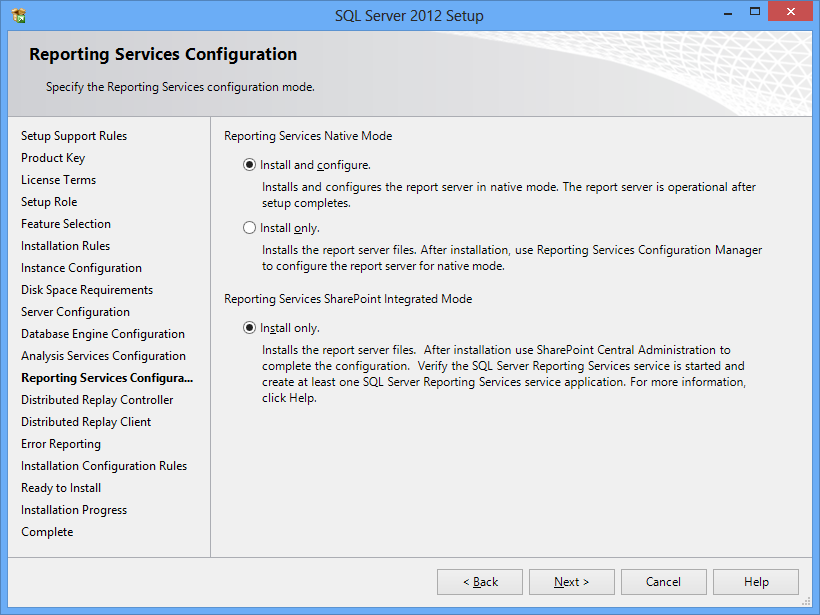 SQL Server 2012 Setup
Reporting Services Configuration
Specify the Reporting Services configuration mode.
Setup Support Rules
Product Key
License Terms
Setup Role
Feature Selection
Installation Rules
Instance Configuration
Disk Space Requirements
Server Configuration
Database Engine Configuration
Analysis Services Configuration
Reporting Services Configura...
Distributed Replay Controller
Distributed Replay Client
Error Reporting
Installation Configuration Rules
Ready to Install
Installation Progress
Complete
Reporting Services Native Mode
Install and configure.
Installs and configures the report server in native mode. The report server is operational after
setup completes.
Install only.
Installs the report server files. After installation, use Reporting Services Configuration Manager
to configure the report server for native mode.
Reporting Services SharePoint Integrated Mode
Install only.
Installs the report server files.  After installation use SharePoint Central Administration to
complete the configuration.  Verify the SQL Server Reporting Services service is started and
create at least one SQL Server Reporting Services service application. For more information,
click Help.
< Back
Next >
Cancel
Help